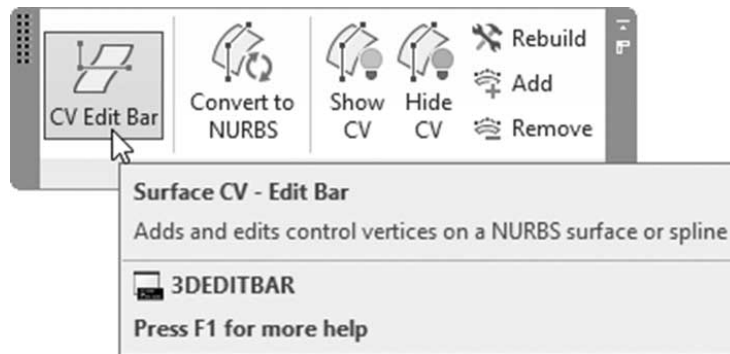 CV Edit Bar
Convert to
NURBS
Show
CV
Hide
CV
Rebuild
Add
Remove
Surface CV - Edit Bar
Adds and edits control vertices on a NURBS surface or spline
3DEDITBAR
Press F1 for more help